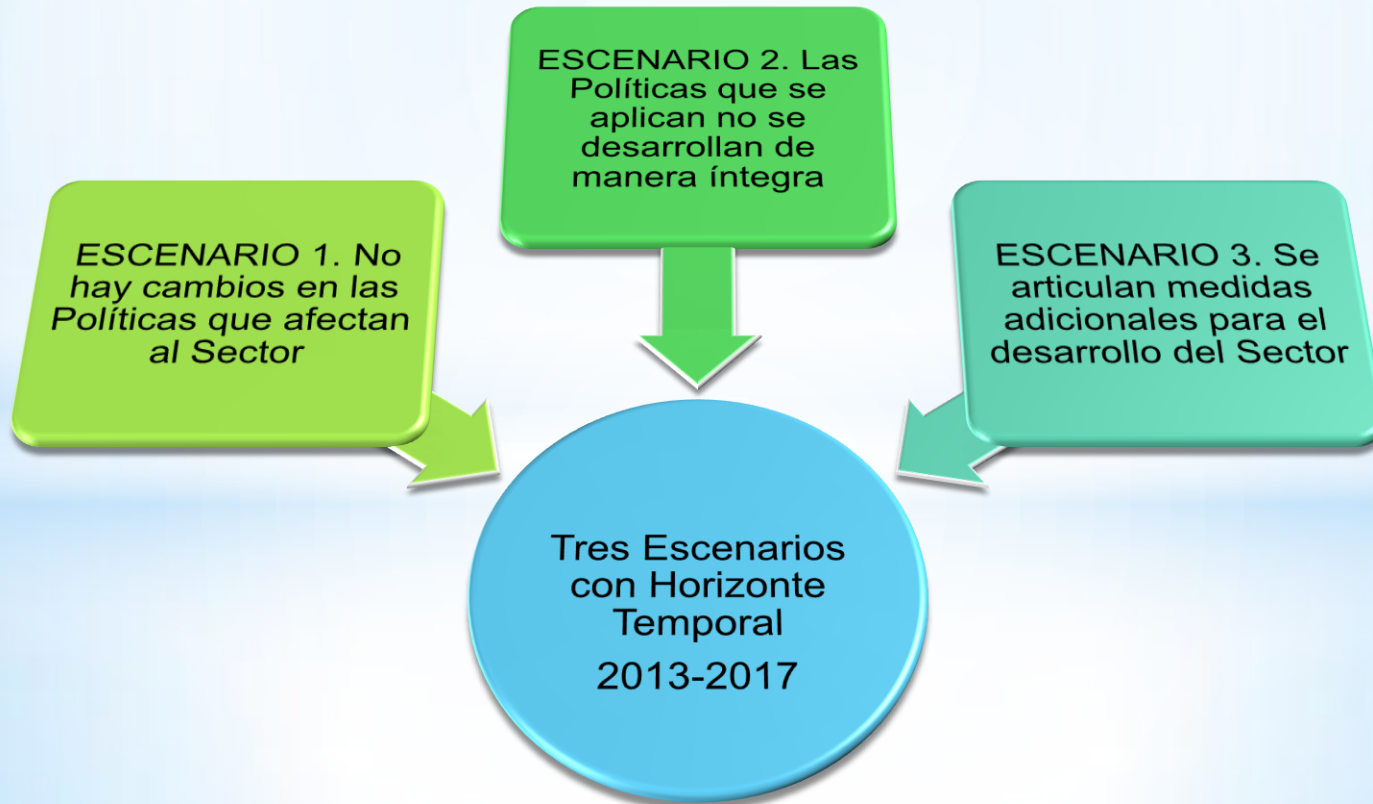 ESCENARIO 2. Las
Políticas que se
aplican no se
desarrollan de
manera íntegra
ESCENARIO 1. No
hay cambios en las
Políticas que afectan
al Sector
ESCENARIO 3. Se
articulan medidas
adicionales para el
desarrollo del Sector
Tres Escenarios
con Horizonte
Temporal
2013-2017